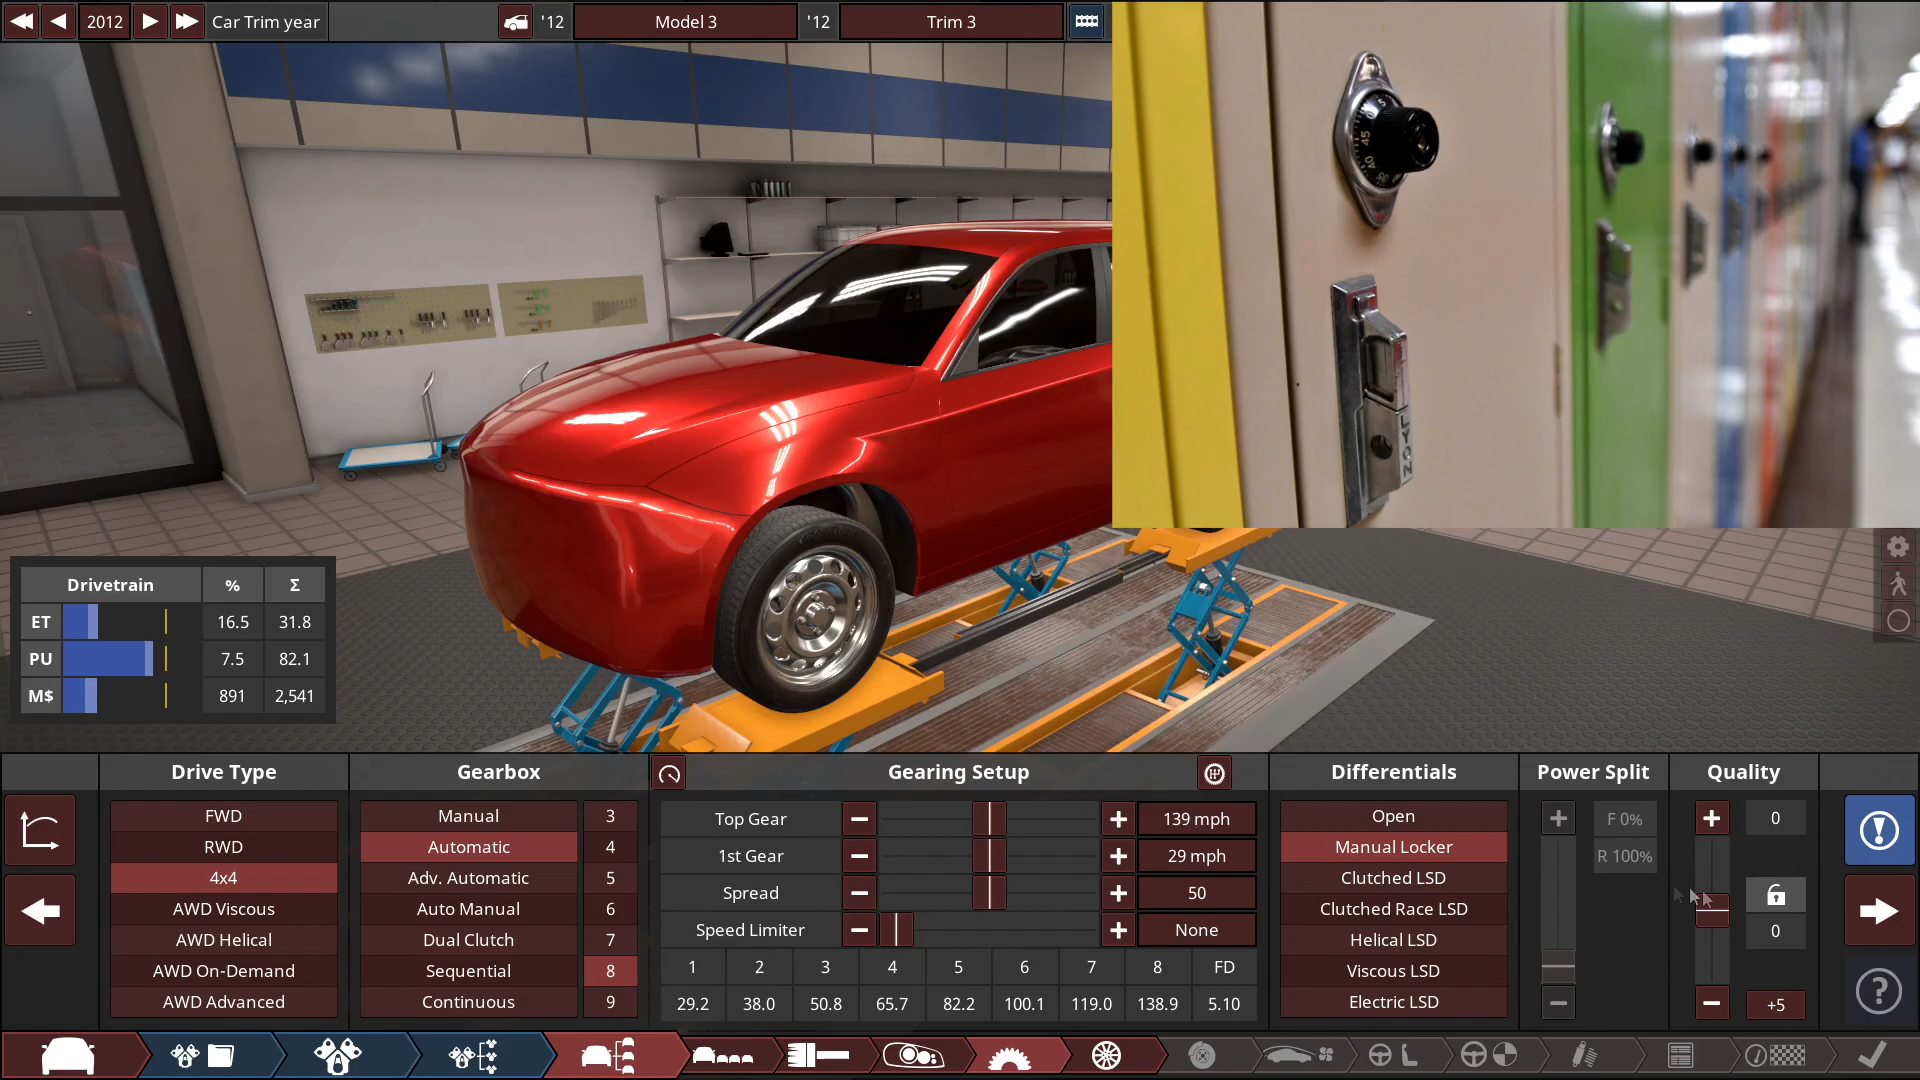 2012 Car Trim year '12 Model 3 '12 Trim 3
5
0
45
40
35
LYON
Drivetrain % Σ
ET 16.5 31.8
PU 7.5 82.1
M$ 891 2,541
Drive Type Gearbox Gearing Setup Differentials Power Split Quality
FWD Manual 3 Top Gear 139 mph Open F 0% 0
RWD Automatic 4 1st Gear 29 mph Manual Locker R 100%
4x4 Adv. Automatic 5 Spread 50 Clutched LSD
AWD Viscous Auto Manual 6 Speed Limiter None Clutched Race LSD 0
AWD Helical Dual Clutch 7 1 2 3 4 5 6 7 8 FD Helical LSD
AWD On-Demand Sequential 8 29.2 38.0 50.8 65.7 82.2 100.1 119.0 138.9 5.10 Viscous LSD
AWD Advanced Continuous 9 Electric LSD +5